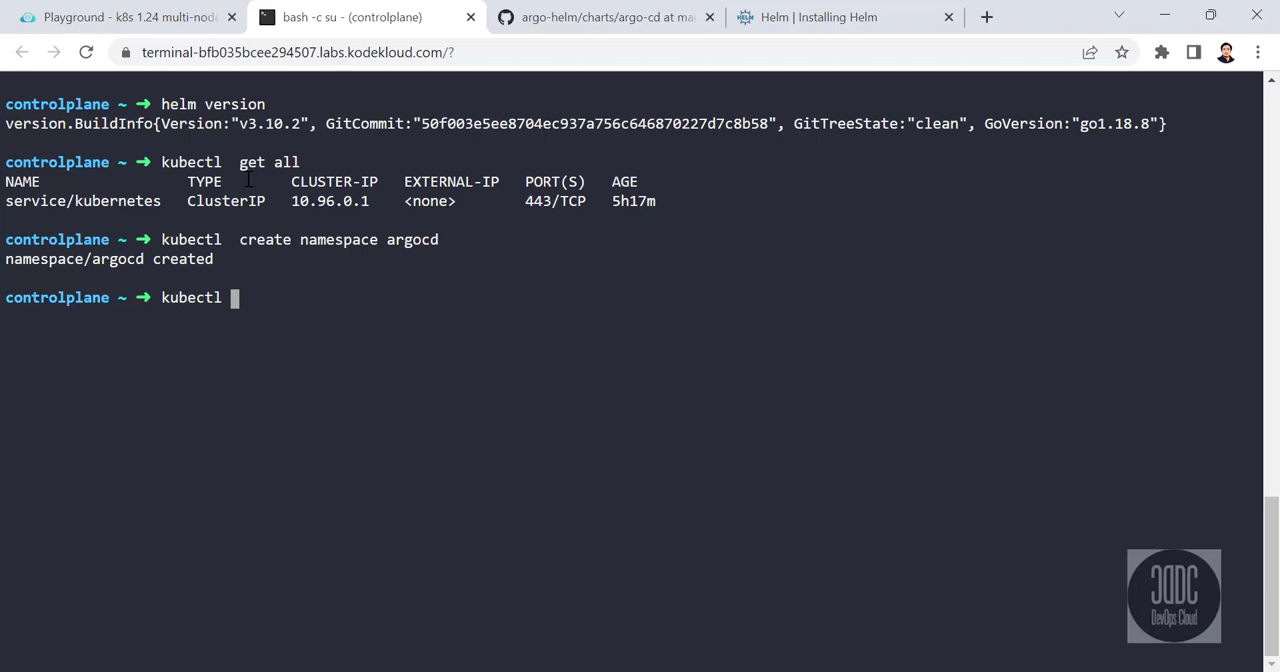 Playground - k8s 1.24 multi-node
bash -c su - (controlplane)
argo-helm/charts/argo-cd at mai
Helm | Installing Helm
terminal-bfb035bcee294507.labs.kodekloud.com/?
controlplane ~ ➜ helm version
version.BuildInfo{Version:"v3.10.2", GitCommit:"50f003e5ee8704ec937a756c646870227d7c8b58", GitTreeState:"clean", GoVersion:"go1.18.8"}
controlplane ~ ➜ kubectl  get all
NAME TYPE CLUSTER-IP EXTERNAL-IP PORT(S) AGE
service/kubernetes ClusterIP 10.96.0.1 <none> 443/TCP 5h17m
controlplane ~ ➜ kubectl  create namespace argocd
namespace/argocd created
controlplane ~ ➜ kubectl
DevOps Cloud